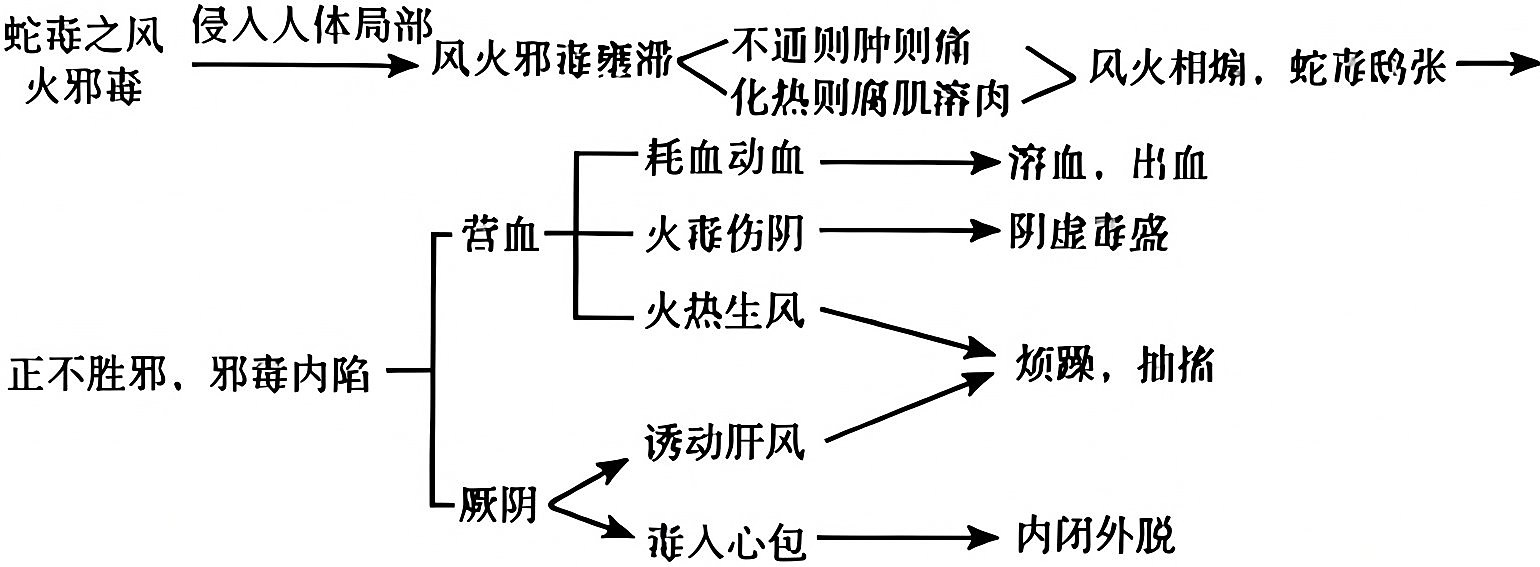 蛇毒之风
火邪毒
侵入人体局部
风火邪毒壅滞
不通则肿则痛
化热则腐肌溶肉
风火相煽，蛇毒鸱张
正不胜邪，邪毒内陷
营血
耗血动血
溶血，出血
火毒伤阴
阴虚毒盛
火热生风
烦躁，抽搐
厥阴
诱动肝风
毒入心包
内闭外脱